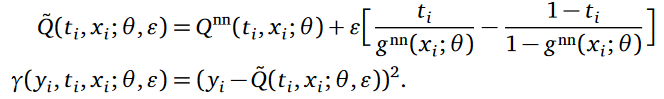 Q̃(tᵢ, xᵢ; θ, ε) = Qⁿⁿ(tᵢ, xᵢ; θ) + ε[ tᵢ / gⁿⁿ(xᵢ; θ) − (1 − tᵢ) / (1 − gⁿⁿ(xᵢ; θ)) ]
γ(yᵢ, tᵢ, xᵢ; θ, ε) = (yᵢ − Q̃(tᵢ, xᵢ; θ, ε))².